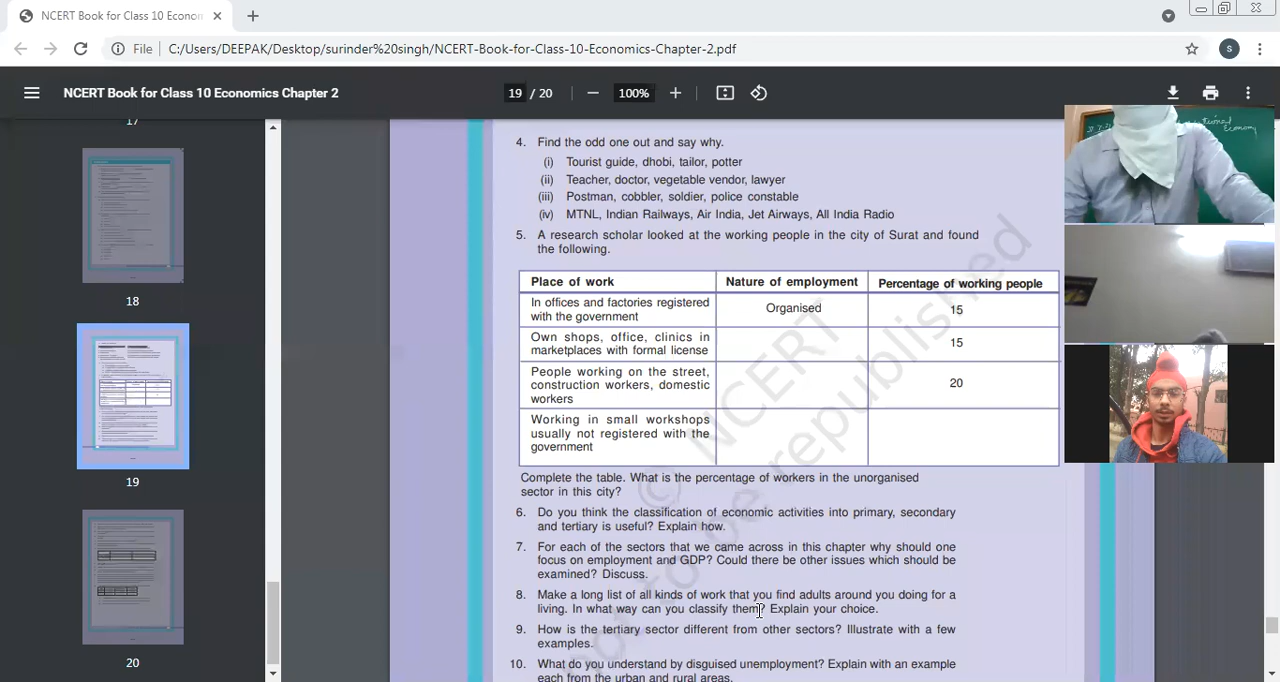 NCERT Book for Class 10 Econon
File C:/Users/DEEPAK/Desktop/surinder%20singh/NCERT-Book-for-Class-10-Economics-Chapter-2.pdf
S
NCERT Book for Class 10 Economics Chapter 2
19 / 20
100%
17
18
19
20
4. Find the odd one out and say why.
(i) Tourist guide, dhobi, tailor, potter
(ii) Teacher, doctor, vegetable vendor, lawyer
(iii) Postman, cobbler, soldier, police constable
(iv) MTNL, Indian Railways, Air India, Jet Airways, All India Radio
5. A research scholar looked at the working people in the city of Surat and found
the following.
Place of work Nature of employment Percentage of working people
In offices and factories registered
with the government
Organised
15
Own shops, office, clinics in
marketplaces with formal license
15
People working on the street,
construction workers, domestic
workers
20
Working in small workshops
usually not registered with the
government
Complete the table. What is the percentage of workers in the unorganised
sector in this city?
6. Do you think the classification of economic activities into primary, secondary
and tertiary is useful? Explain how.
7. For each of the sectors that we came across in this chapter why should one
focus on employment and GDP? Could there be other issues which should be
examined? Discuss.
8. Make a long list of all kinds of work that you find adults around you doing for a
living. In what way can you classify them? Explain your choice.
9. How is the tertiary sector different from other sectors? Illustrate with a few
examples.
10. What do you understand by disguised unemployment? Explain with an example
each from the urban and rural areas.
© NCERT
not to be republished
Economy